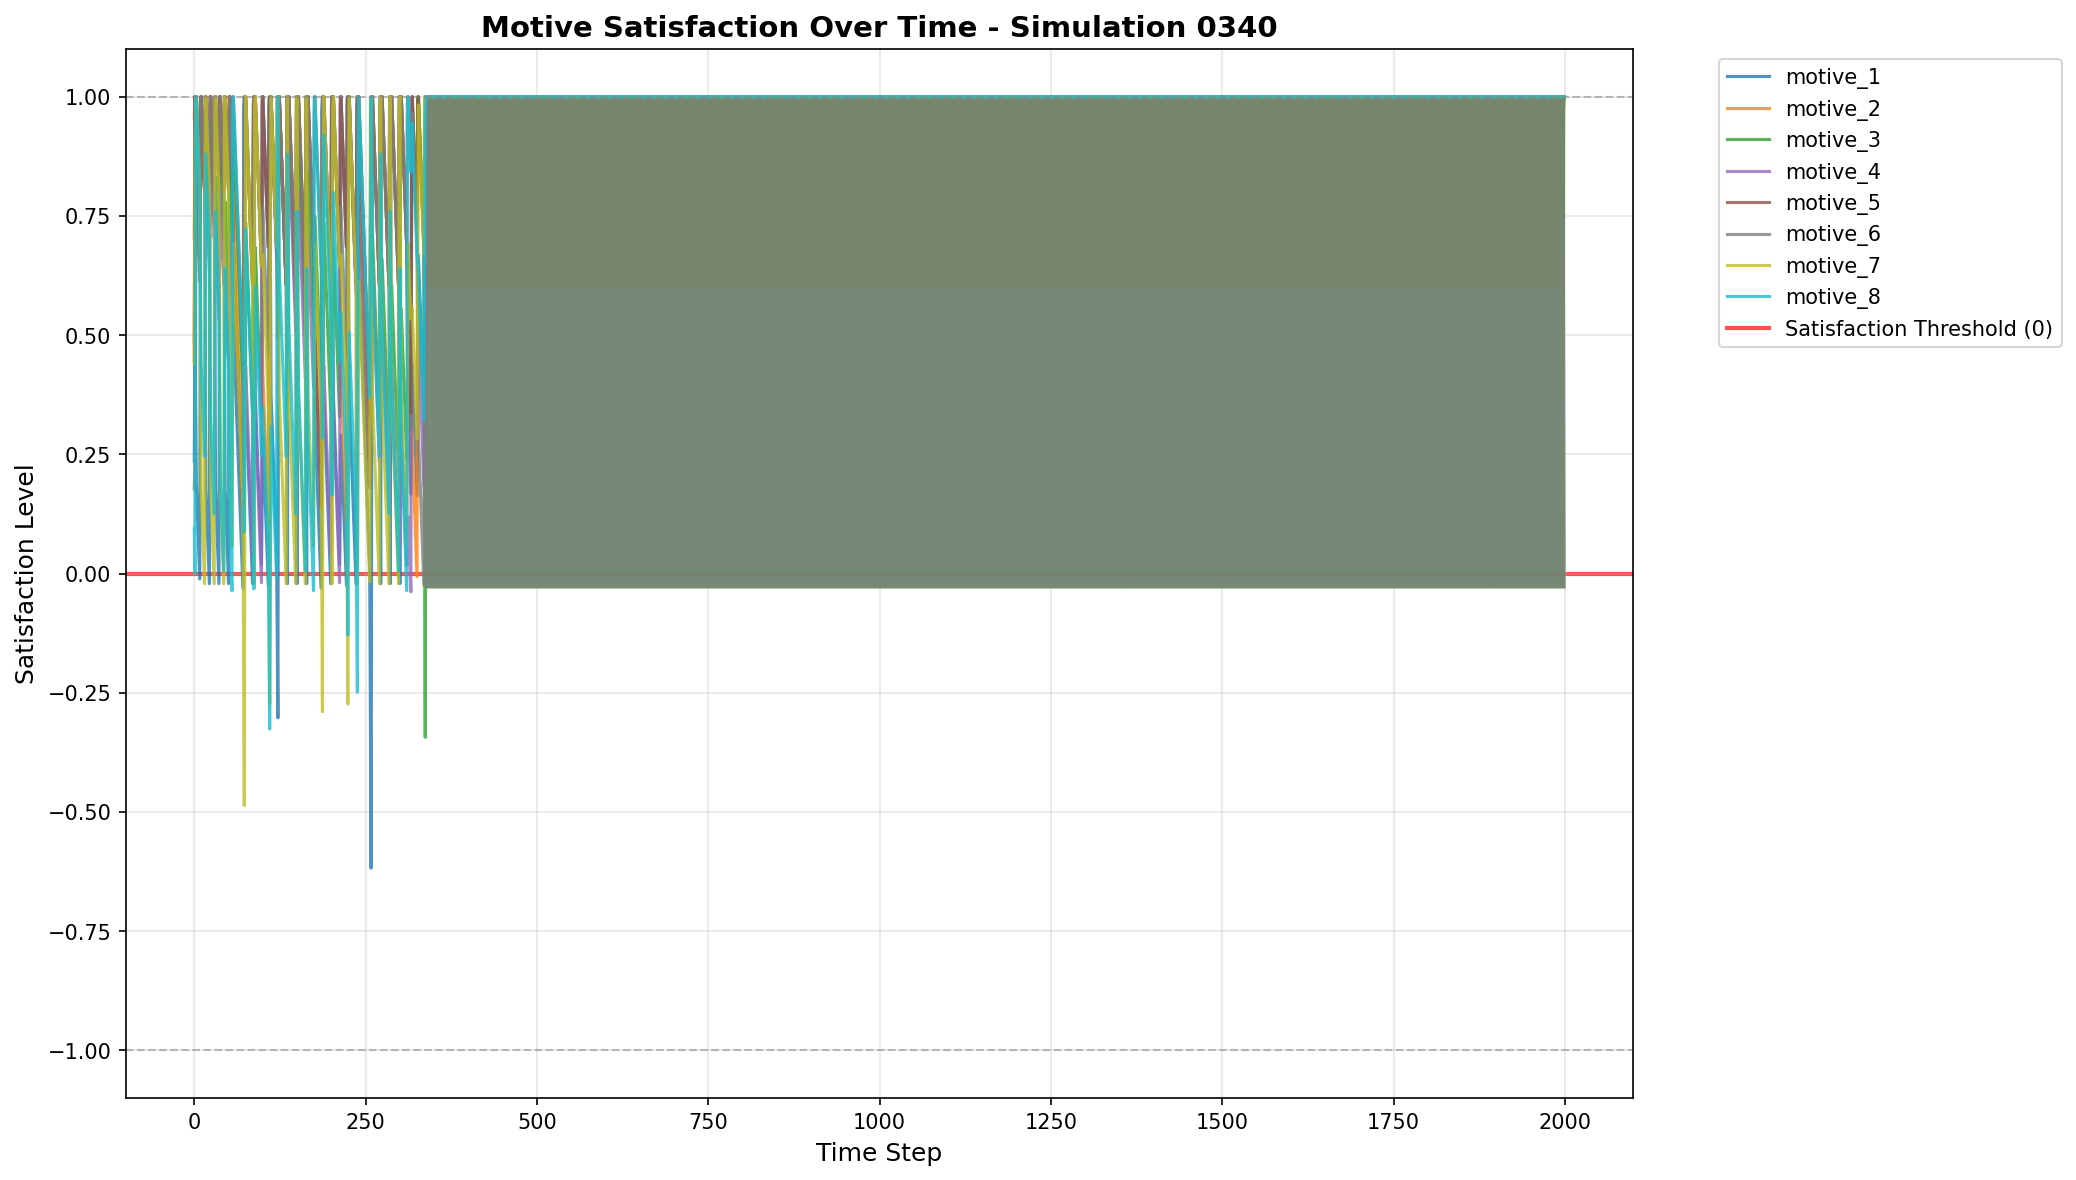 Motive Satisfaction Over Time - Simulation 0340
1.00
0.75
0.50
0.25
0.00
−0.25
−0.50
−0.75
−1.00
Satisfaction Level
0 250 500 750 1000 1250 1500 1750 2000
Time Step
motive_1
motive_2
motive_3
motive_4
motive_5
motive_6
motive_7
motive_8
Satisfaction Threshold (0)